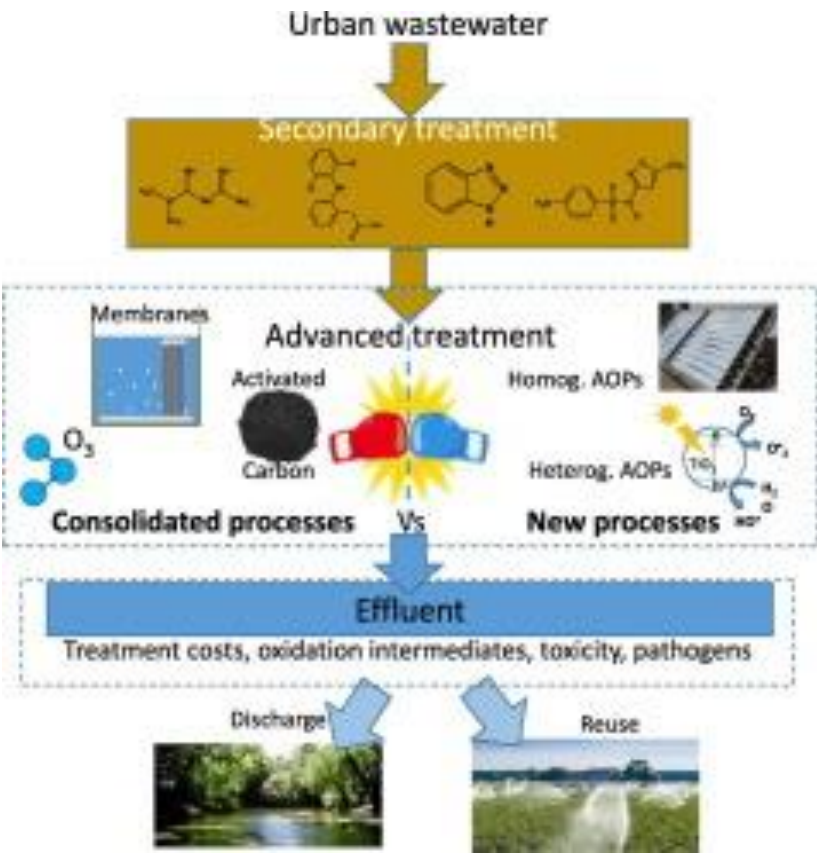 Urban wastewater
Secondary treatment
Membranes
Advanced treatment
Activated
Carbon
O3
Homog. AOPs
Heterog. AOPs
TiO2
Consolidated processes Vs New processes
Effluent
Treatment costs, oxidation intermediates, toxicity, pathogens
Discharge
Reuse